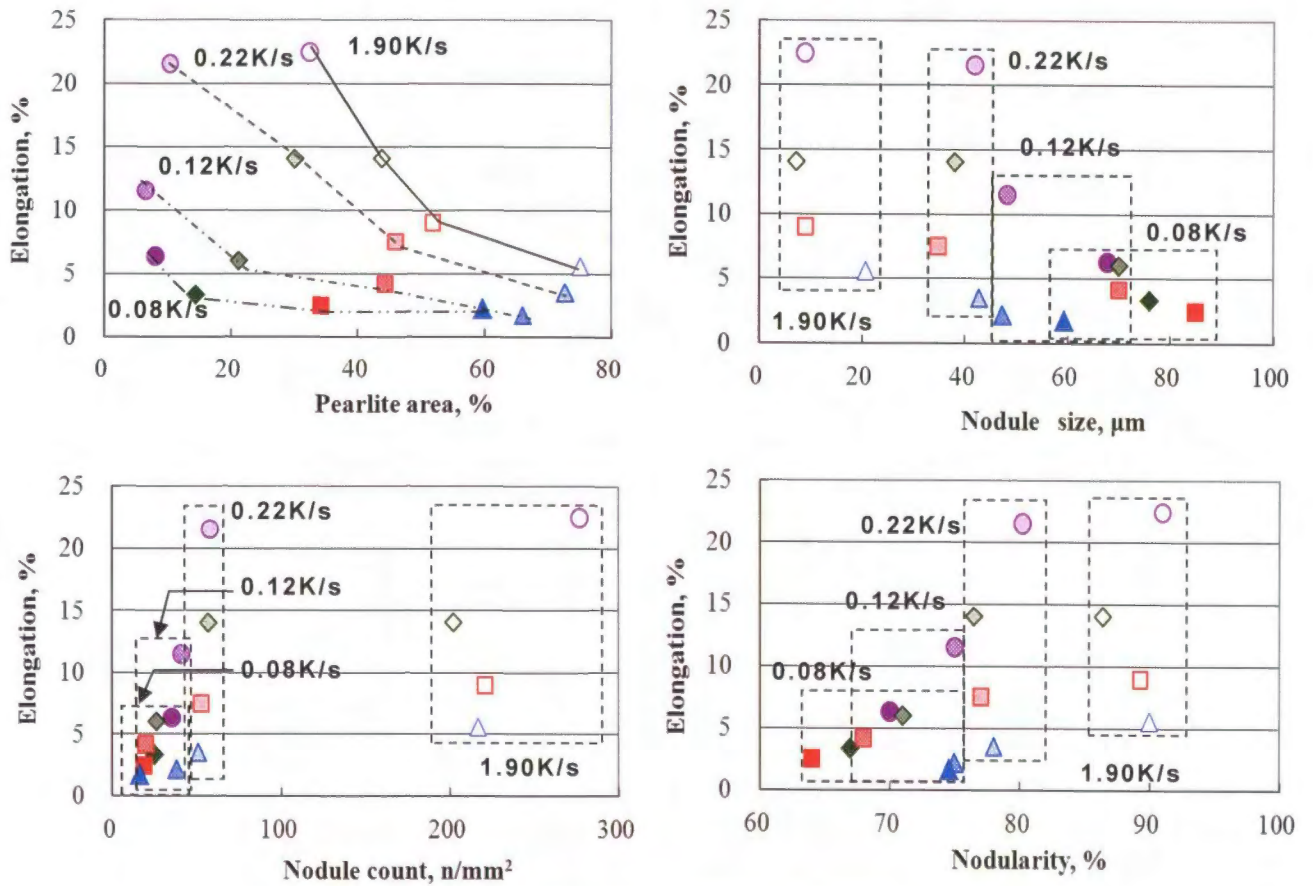 25
20
15
10
5
0
Elongation, %
0.22K/s
1.90K/s
0.12K/s
0.08K/s
0 20 40 60 80
Pearlite area, %
25
20
15
10
5
0
Elongation, %
0.22K/s
0.12K/s
0.08K/s
1.90K/s
0 20 40 60 80 100
Nodule size, μm
25
20
15
10
5
0
Elongation, %
0.22K/s
0.12K/s
0.08K/s
1.90K/s
0 100 200 300
Nodule count, n/mm²
25
20
15
10
5
0
Elongation, %
0.22K/s
0.12K/s
0.08K/s
1.90K/s
60 70 80 90 100
Nodularity, %